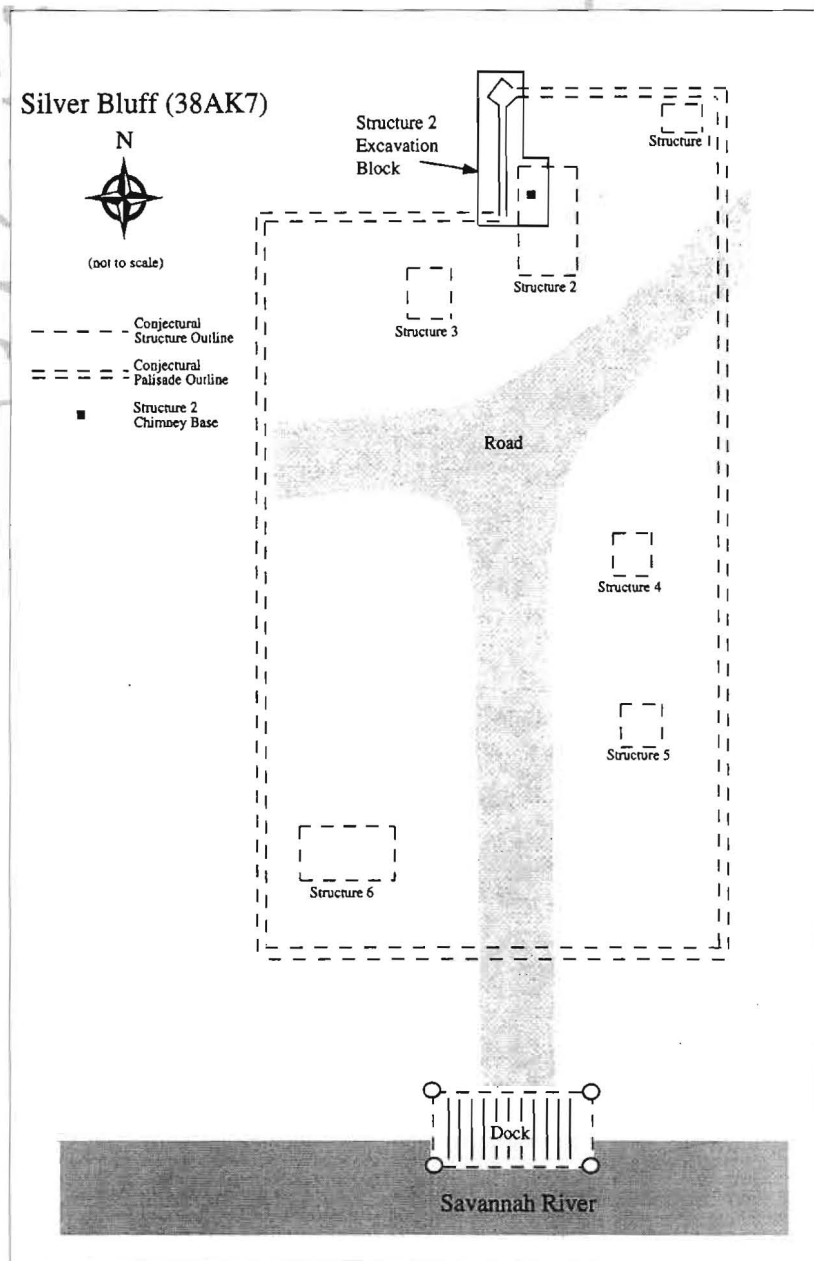 Silver Bluff (38AK7)
N
(not to scale)
Conjectural
Structure Outline
Conjectural
Palisade Outline
Structure 2
Chimney Base
Structure 2
Excavation
Block
Structure 1
Structure 2
Structure 3
Road
Structure 4
Structure 5
Structure 6
Dock
Savannah River